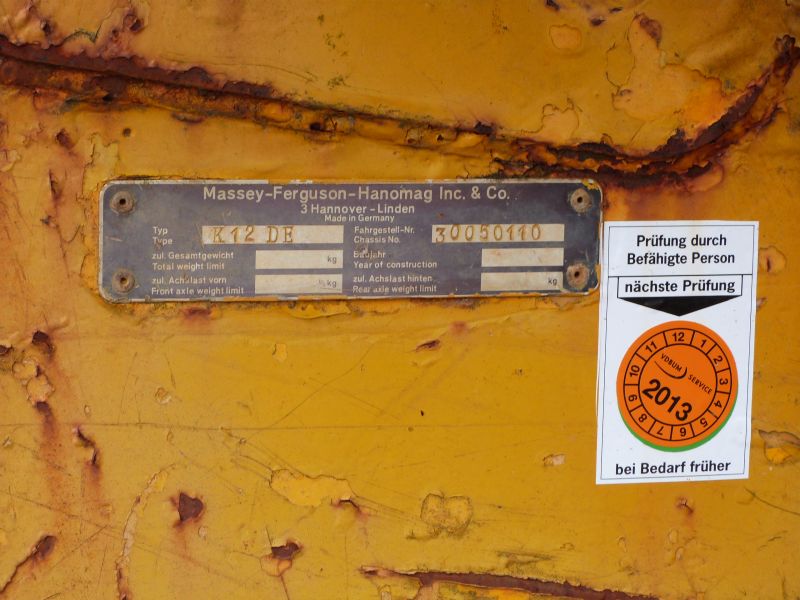 Massey-Ferguson-Hanomag Inc. & Co.
3 Hannover - Linden
Made in Germany
Typ
Type
K12 DE
Fahrgestell-Nr.
Chassis No.
30050110
zul. Gesamtgewicht
Total weight limit
kg
Baujahr
Year of construction
zul. Achslast vorn
Front axle weight limit
kg
zul. Achslast hinten
Rear axle weight limit
kg
Prüfung durch
Befähigte Person
nächste Prüfung
12 1 2 3 4 5 6 7 8 9 10 11
VDBUM SERVICE
2013
bei Bedarf früher